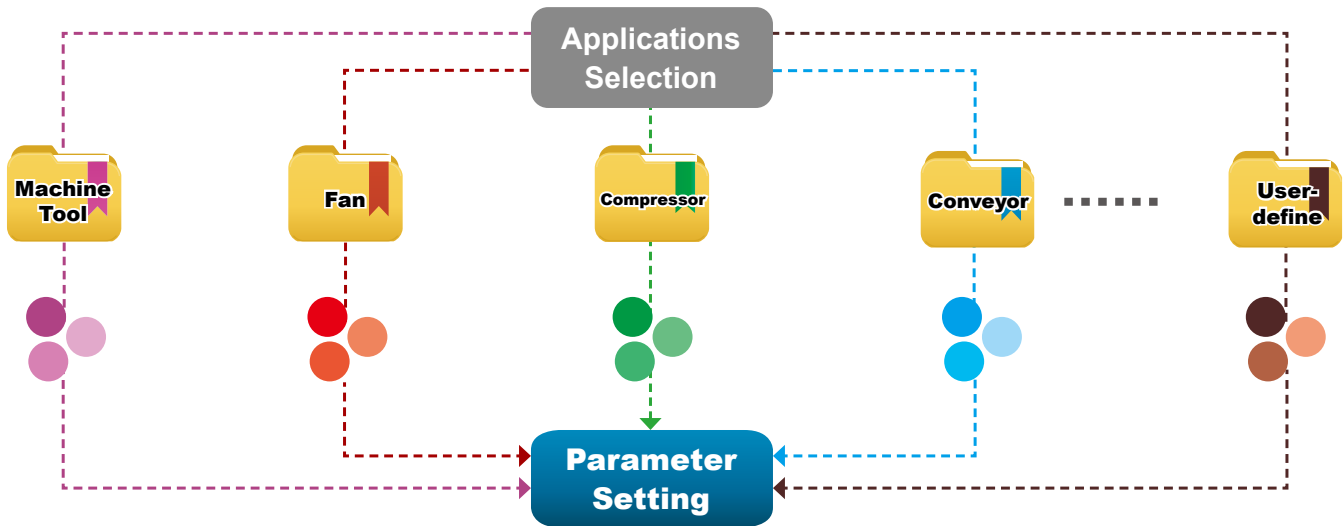 Applications
Selection
Machine
Tool
Fan
Compressor
Conveyor
User-
define
Parameter
Setting